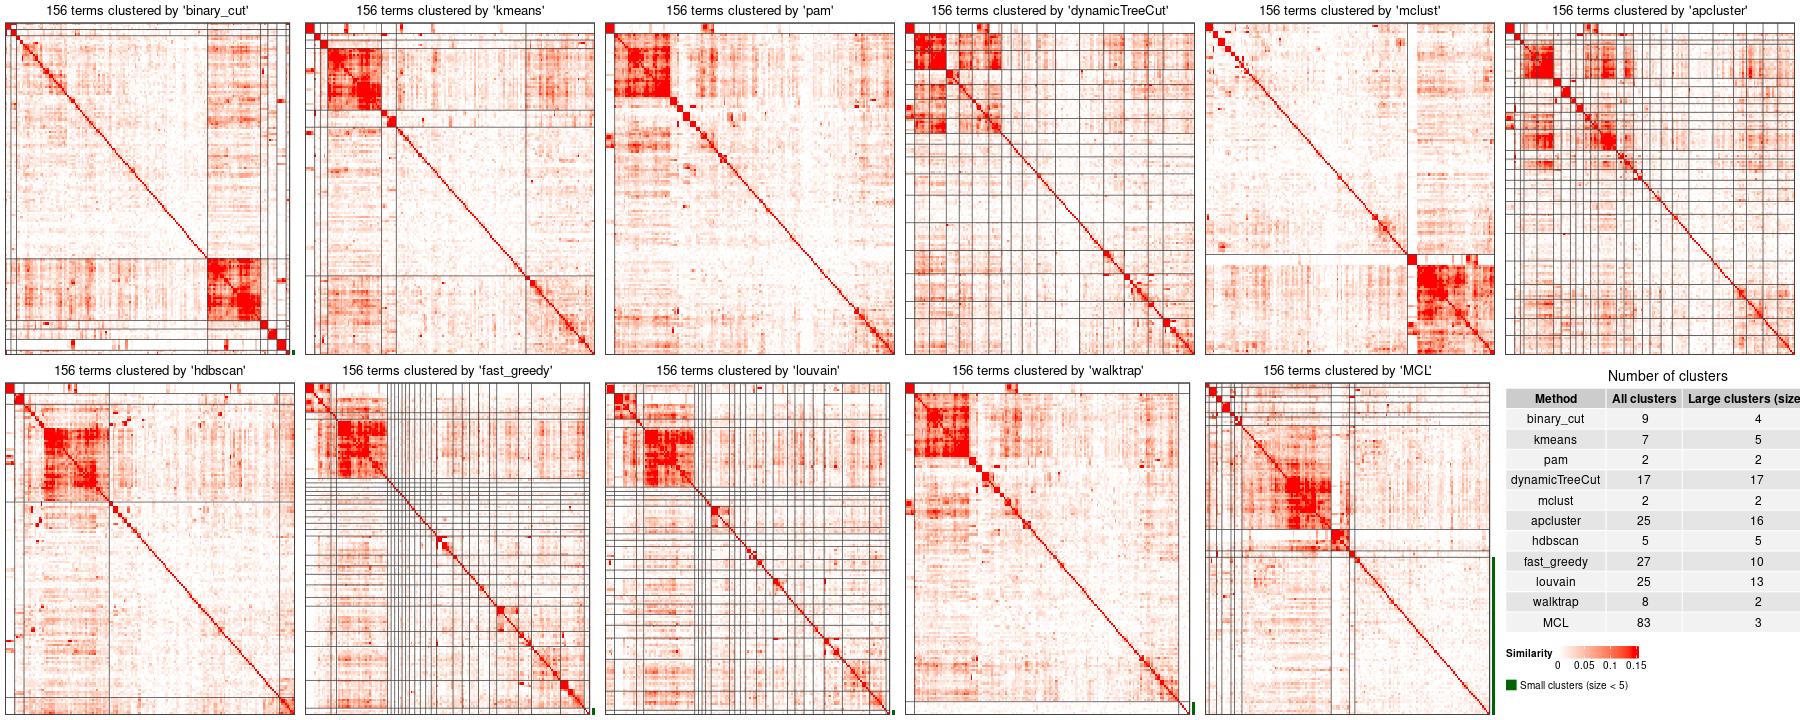 156 terms clustered by 'binary_cut'
156 terms clustered by 'kmeans'
156 terms clustered by 'pam'
156 terms clustered by 'dynamicTreeCut'
156 terms clustered by 'mclust'
156 terms clustered by 'apcluster'
156 terms clustered by 'hdbscan'
156 terms clustered by 'fast_greedy'
156 terms clustered by 'louvain'
156 terms clustered by 'walktrap'
156 terms clustered by 'MCL'
Number of clusters
Method All clusters Large clusters (size
binary_cut 9 4
kmeans 7 5
pam 2 2
dynamicTreeCut 17 17
mclust 2 2
apcluster 25 16
hdbscan 5 5
fast_greedy 27 10
louvain 25 13
walktrap 8 2
MCL 83 3
Similarity
0 0.05 0.1 0.15
Small clusters (size < 5)